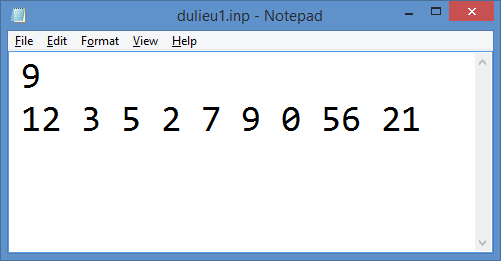 dulieu1.inp - Notepad
File Edit Format View Help
9
12 3 5 2 7 9 0 56 21